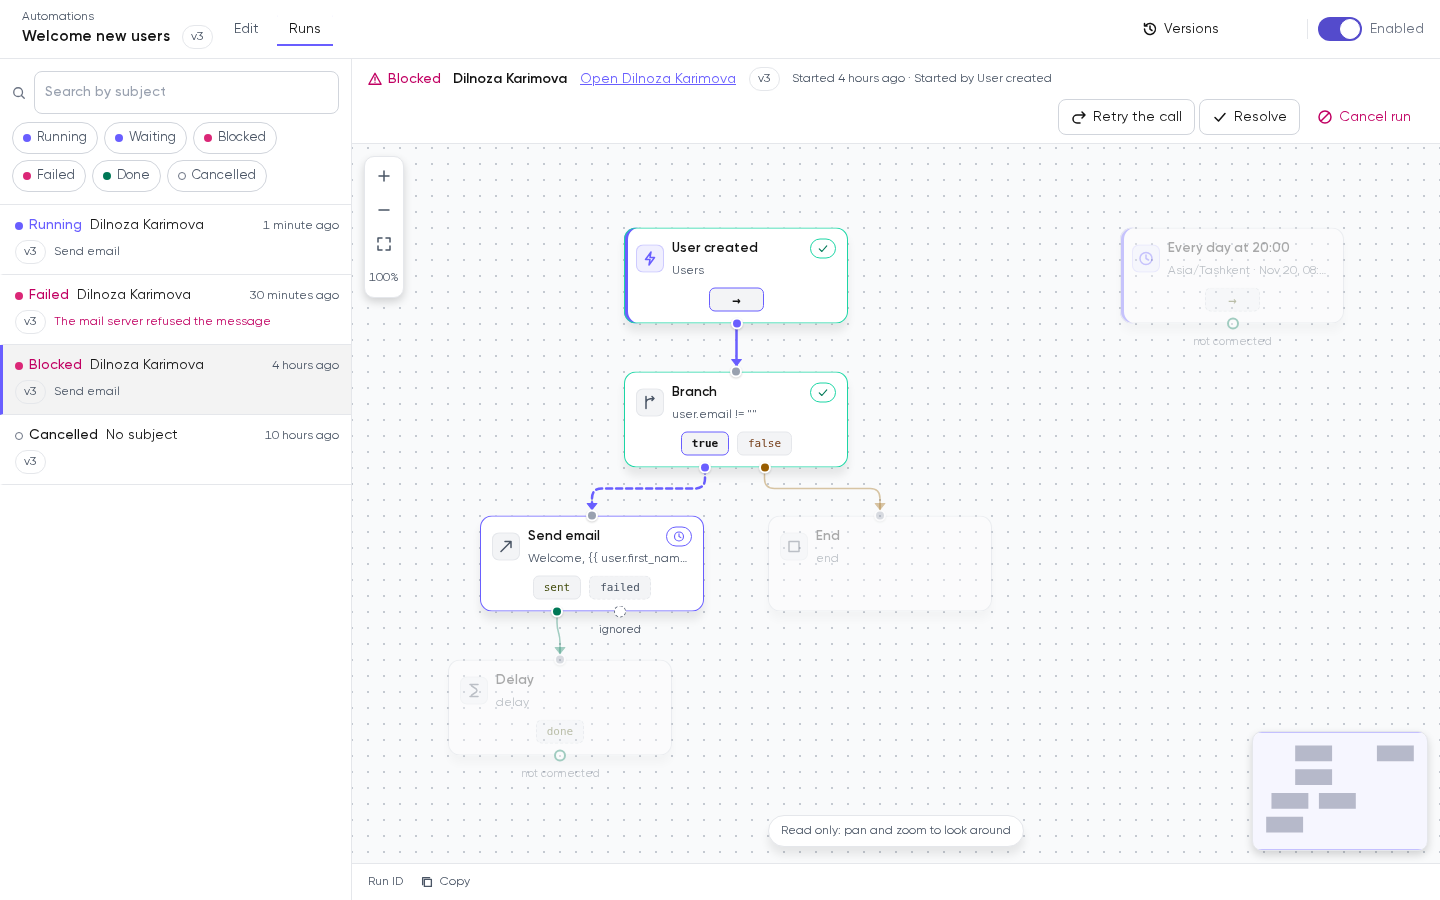 Automations
Welcome new users
v3
Edit
Runs
Versions
Enabled
Search by subject
Running
Waiting
Blocked
Failed
Done
Cancelled
Running Dilnoza Karimova 1 minute ago
v3 Send email
Failed Dilnoza Karimova 30 minutes ago
v3 The mail server refused the message
Blocked Dilnoza Karimova 4 hours ago
v3 Send email
Cancelled No subject 10 hours ago
v3
Blocked Dilnoza Karimova Open Dilnoza Karimova v3 Started 4 hours ago · Started by User created
Retry the call
Resolve
Cancel run
100%
User created
Users
→
Every day at 20:00
Asia/Tashkent · Nov 20, 08:...
→
not connected
Branch
user.email != ""
true
false
Send email
Welcome, {{ user.first_nam...
sent
failed
ignored
End
end
Delay
delay
done
not connected
Read only: pan and zoom to look around
Run ID
Copy